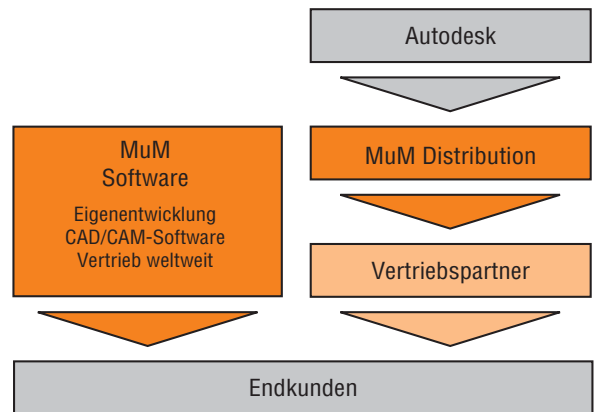 Autodesk
MuM
Software
Eigenentwicklung
CAD/CAM-Software
Vertrieb weltweit
MuM Distribution
Vertriebspartner
Endkunden